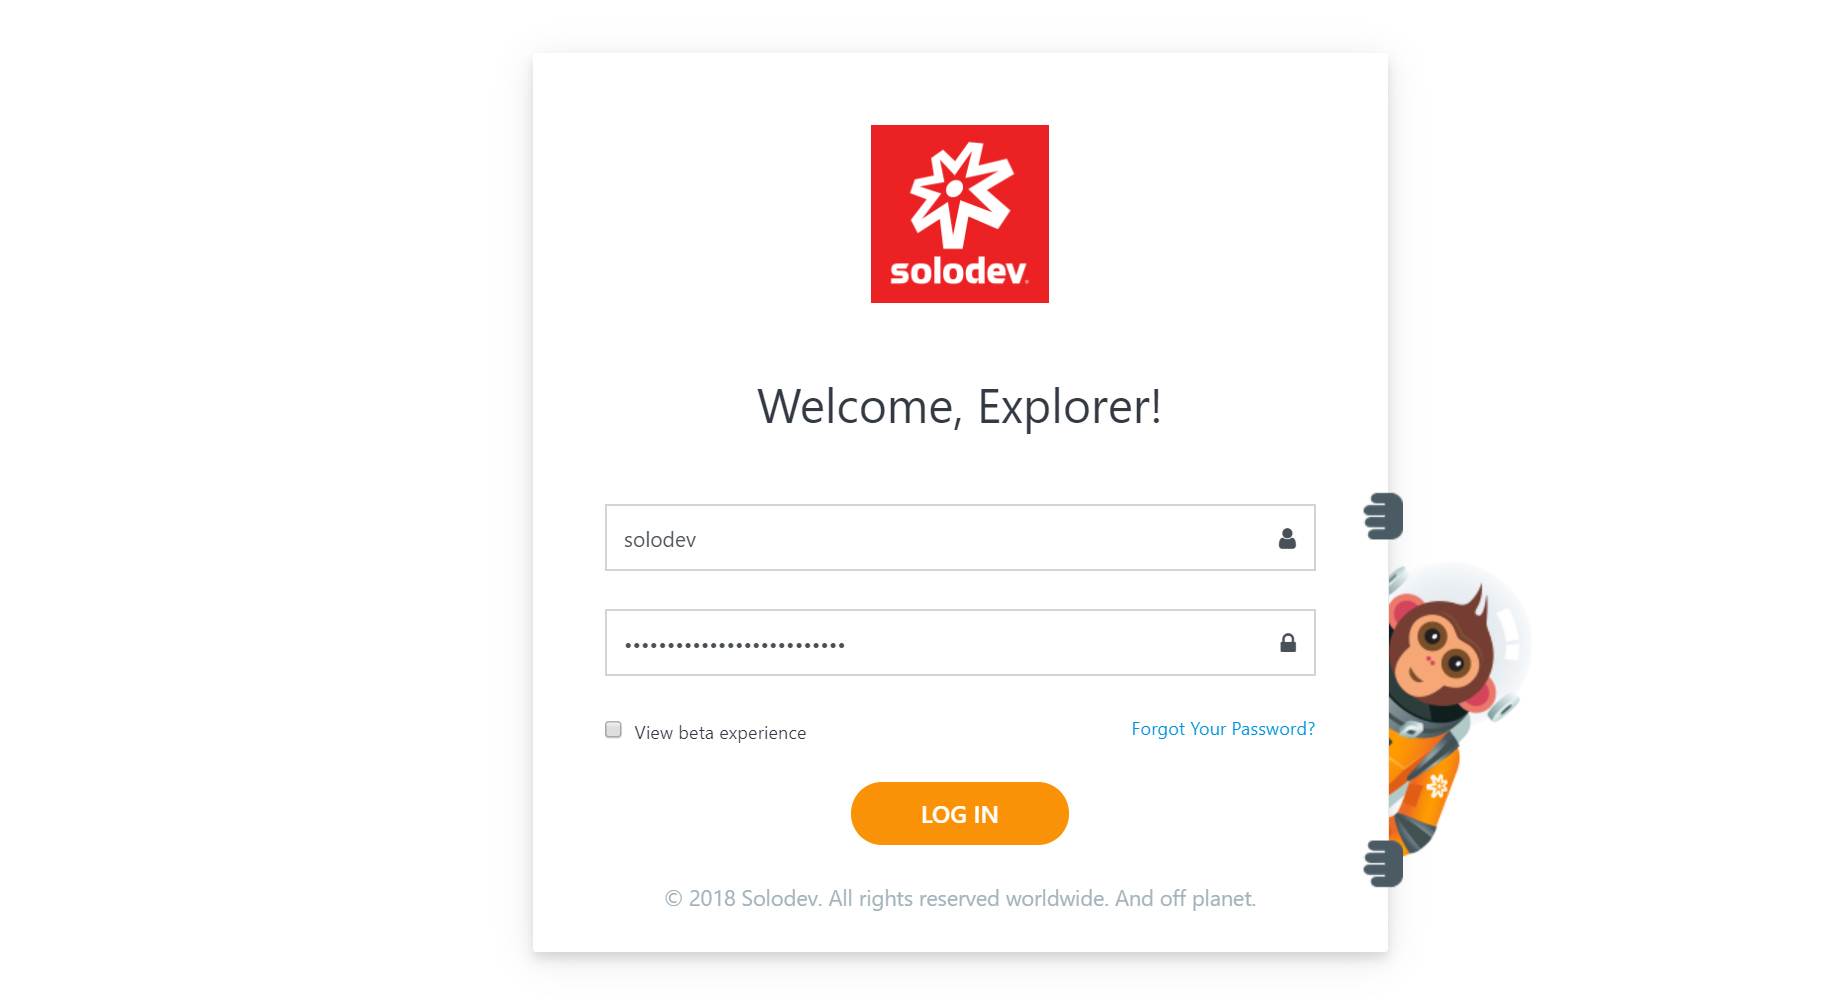 solodev
Welcome, Explorer!
solodev
••••••••••••••••••••••••••
View beta experience
Forgot Your Password?
LOG IN
© 2018 Solodev. All rights reserved worldwide. And off planet.